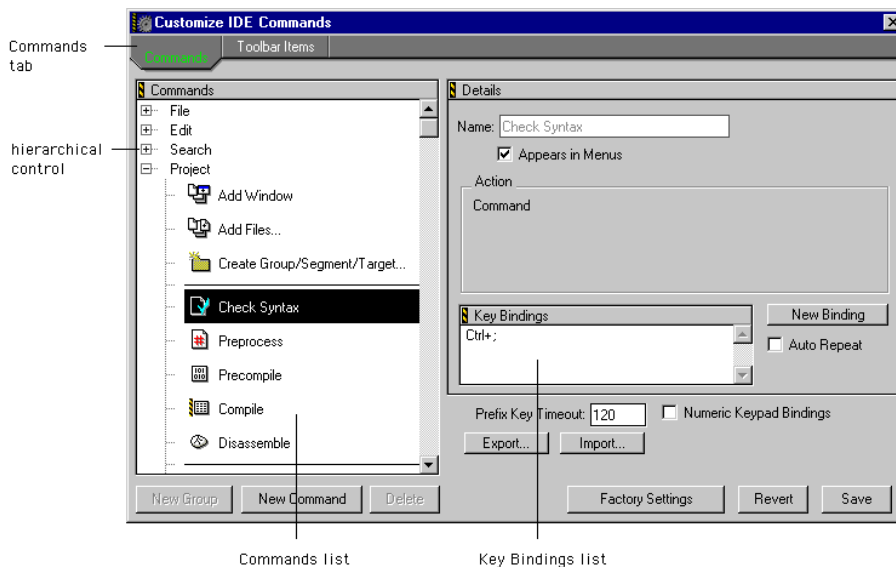 Customize IDE Commands
Commands tab
Commands
Toolbar Items
Commands
File
Edit
hierarchical control
Search
Project
Add Window
Add Files...
Create Group/Segment/Target...
Check Syntax
Preprocess
Precompile
Compile
Disassemble
New Group
New Command
Delete
Details
Name: Check Syntax
Appears in Menus
Action
Command
Key Bindings
New Binding
Ctrl+;
Auto Repeat
Prefix Key Timeout: 120
Numeric Keypad Bindings
Export...
Import...
Factory Settings
Revert
Save
Commands list
Key Bindings list